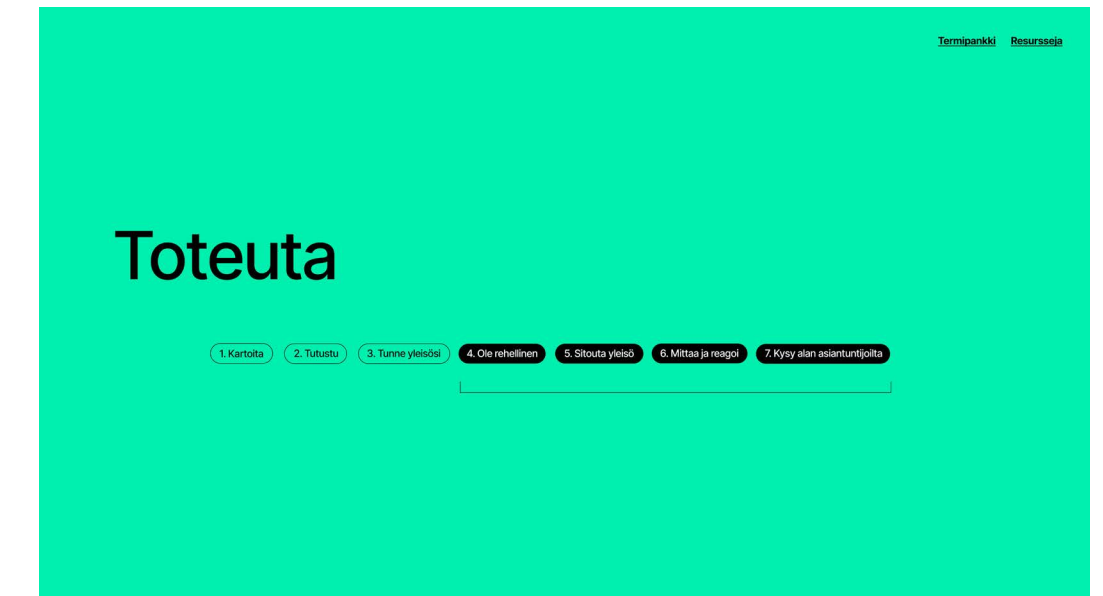 Termipankki Resursseja
Toteuta
1. Kartoita 2. Tutustu 3. Tunne yleisösi 4. Ole rehellinen 5. Sitouta yleisö 6. Mittaa ja reagoi 7. Kysy alan asiantuntijoilta